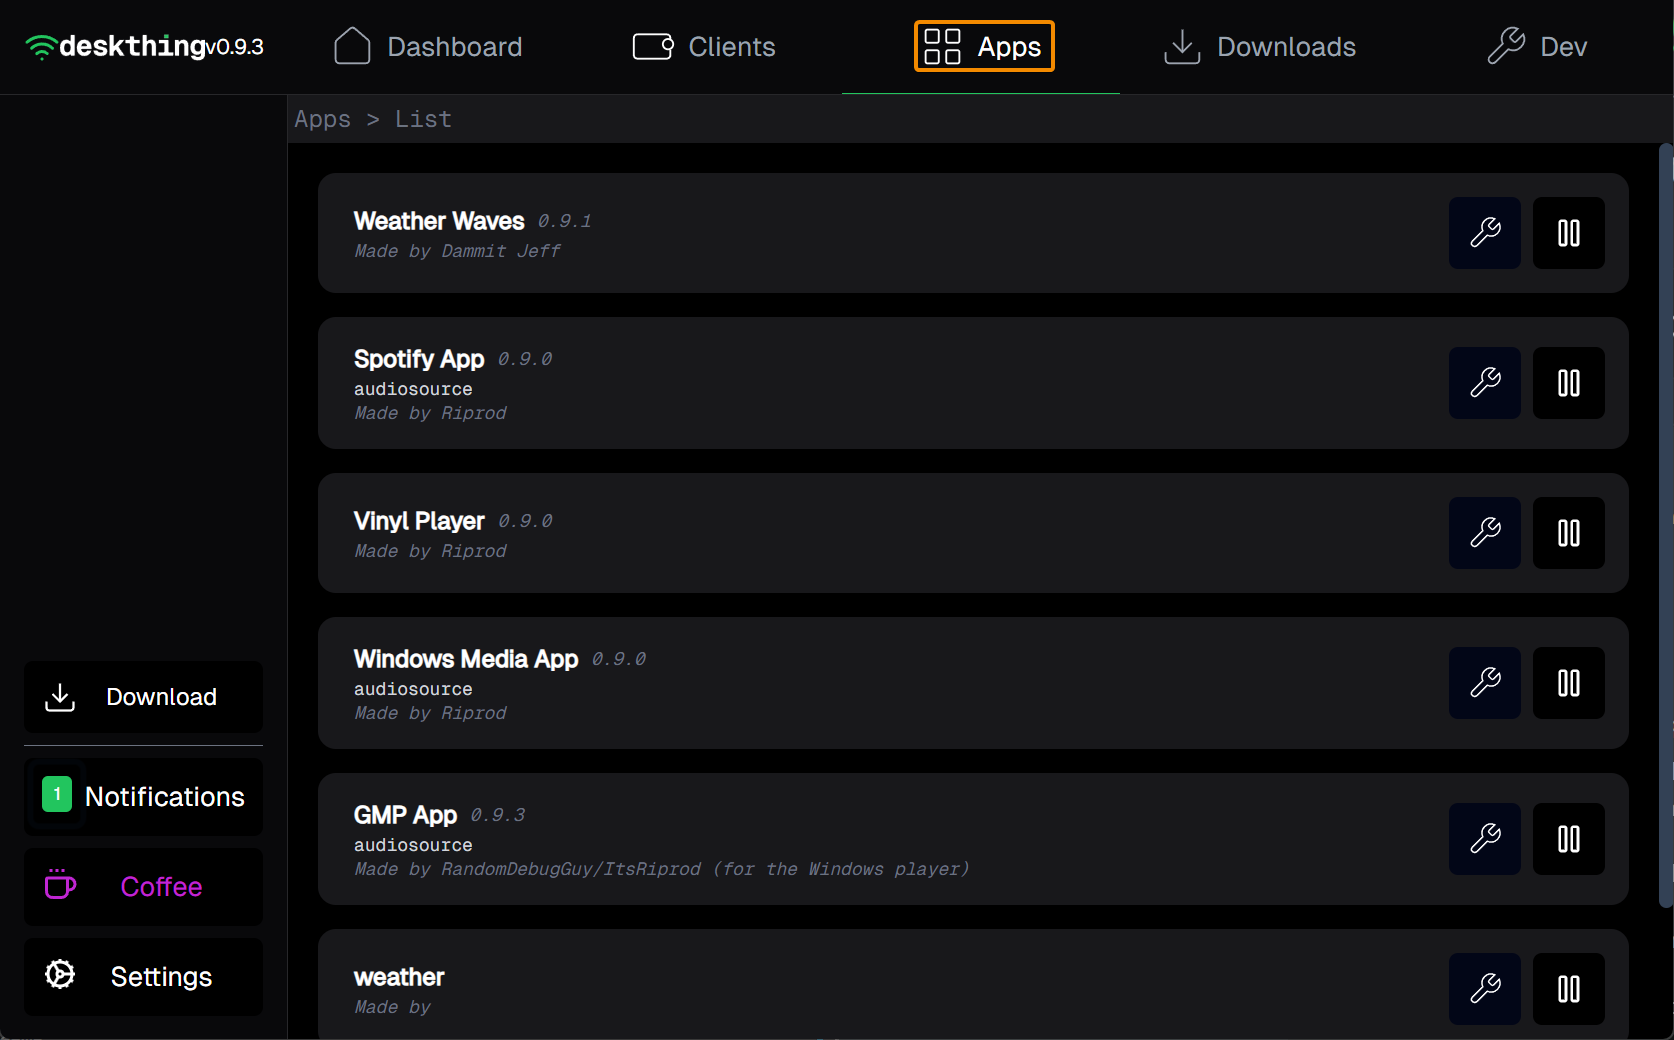 deskthing v0.9.3
Dashboard
Clients
Apps
Downloads
Dev
Apps > List
Weather Waves 0.9.1
Made by Dammit Jeff
Spotify App 0.9.0
audiosource
Made by Riprod
Vinyl Player 0.9.0
Made by Riprod
Windows Media App 0.9.0
audiosource
Made by Riprod
GMP App 0.9.3
audiosource
Made by RandomDebugGuy/ItsRiprod (for the Windows player)
weather
Made by
Download
1 Notifications
Coffee
Settings